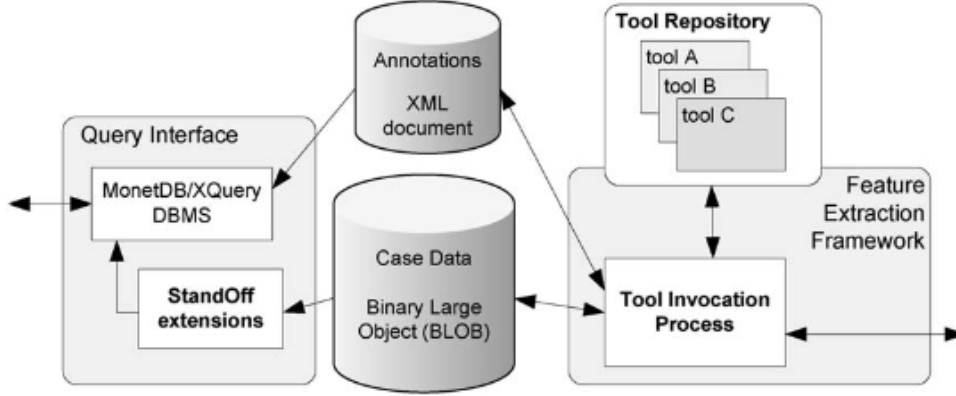 Query Interface
MonetDB/XQuery
DBMS
StandOff
extensions
Annotations
XML
document
Case Data
Binary Large
Object (BLOB)
Tool Repository
tool A
tool B
tool C
Feature
Extraction
Framework
Tool Invocation
Process